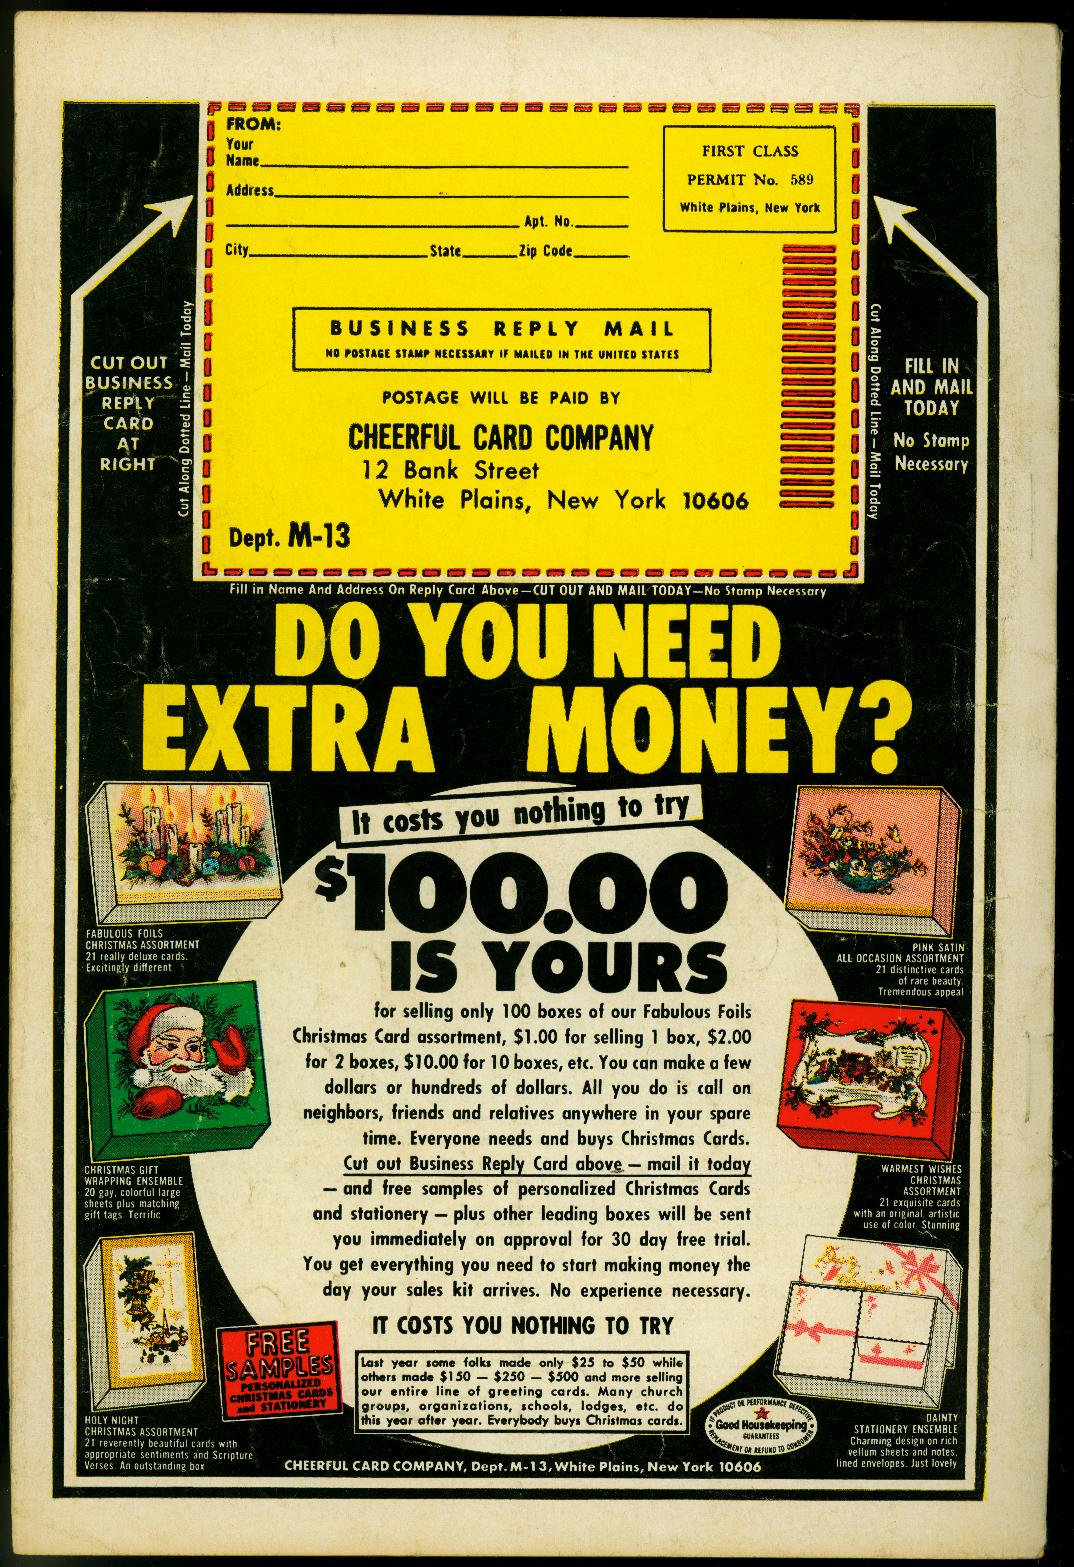 FROM:
Your
Name
Address
Apt. No.
City State Zip Code
FIRST CLASS
PERMIT No. 589
White Plains, New York
BUSINESS REPLY MAIL
NO POSTAGE STAMP NECESSARY IF MAILED IN THE UNITED STATES
POSTAGE WILL BE PAID BY
CHEERFUL CARD COMPANY
12 Bank Street
White Plains, New York 10606
Dept. M-13
CUT OUT
BUSINESS
REPLY
CARD
AT
RIGHT
Cut Along Dotted Line — Mail Today
Cut Along Dotted Line — Mail Today
FILL IN
AND MAIL
TODAY
No Stamp
Necessary
Fill in Name And Address On Reply Card Above—CUT OUT AND MAIL TODAY—No Stamp Necessary
DO YOU NEED
EXTRA MONEY?
It costs you nothing to try
$100.00
IS YOURS
for selling only 100 boxes of our Fabulous Foils
Christmas Card assortment, $1.00 for selling 1 box, $2.00
for 2 boxes, $10.00 for 10 boxes, etc. You can make a few
dollars or hundreds of dollars. All you do is call on
neighbors, friends and relatives anywhere in your spare
time. Everyone needs and buys Christmas Cards.
Cut out Business Reply Card above — mail it today
— and free samples of personalized Christmas Cards
and stationery — plus other leading boxes will be sent
you immediately on approval for 30 day free trial.
You get everything you need to start making money the
day your sales kit arrives. No experience necessary.
IT COSTS YOU NOTHING TO TRY
Last year some folks made only $25 to $50 while
others made $150 — $250 — $500 and more selling
our entire line of greeting cards. Many church
groups, organizations, schools, lodges, etc. do
this year after year. Everybody buys Christmas cards.
FABULOUS FOILS
CHRISTMAS ASSORTMENT
21 really deluxe cards.
Excitingly different
CHRISTMAS GIFT
WRAPPING ENSEMBLE
20 gay, colorful large
sheets plus matching
gift tags. Terrific
HOLY NIGHT
CHRISTMAS ASSORTMENT
21 reverently beautiful cards with
appropriate sentiments and Scripture
Verses. An outstanding box
FREE
SAMPLES
PERSONALIZED
CHRISTMAS CARDS
and STATIONERY
PINK SATIN
ALL OCCASION ASSORTMENT
21 distinctive cards
of rare beauty.
Tremendous appeal
WARMEST WISHES
CHRISTMAS
ASSORTMENT
21 exquisite cards
with an original, artistic
use of color. Stunning
DAINTY
STATIONERY ENSEMBLE
Charming design on rich
vellum sheets and notes,
lined envelopes. Just lovely
IF PRODUCT OR PERFORMANCE DEFECTIVE
Good Housekeeping
GUARANTEES
REPLACEMENT OR REFUND TO CONSUMER
CHEERFUL CARD COMPANY, Dept. M-13, White Plains, New York 10606